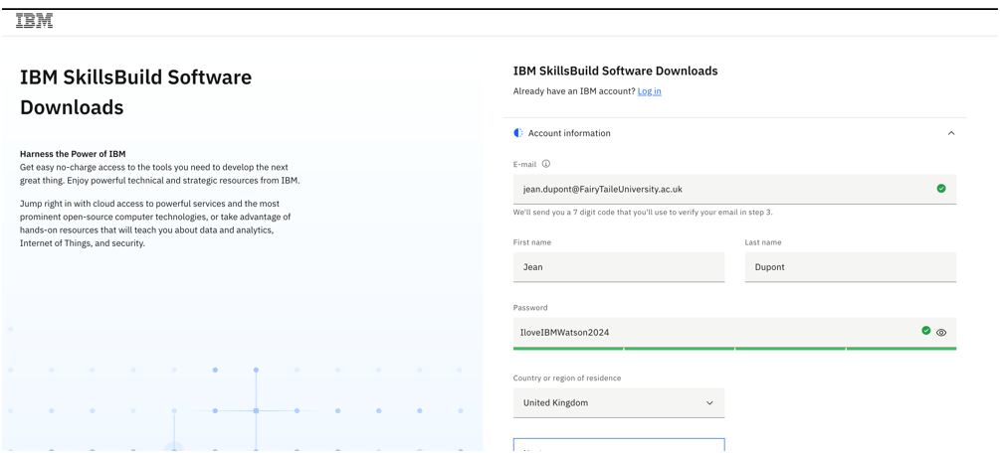 IBM
IBM SkillsBuild Software
Downloads
Harness the Power of IBM
Get easy no-charge access to the tools you need to develop the next
great thing. Enjoy powerful technical and strategic resources from IBM.
Jump right in with cloud access to powerful services and the most
prominent open-source computer technologies, or take advantage of
hands-on resources that will teach you about data and analytics,
Internet of Things, and security.
IBM SkillsBuild Software Downloads
Already have an IBM account? Log in
Account information
E-mail
jean.dupont@FairyTaileUniversity.ac.uk
We'll send you a 7 digit code that you'll use to verify your email in step 3.
First name
Last name
Jean
Dupont
Password
IloveIBMWatson2024
Country or region of residence
United Kingdom